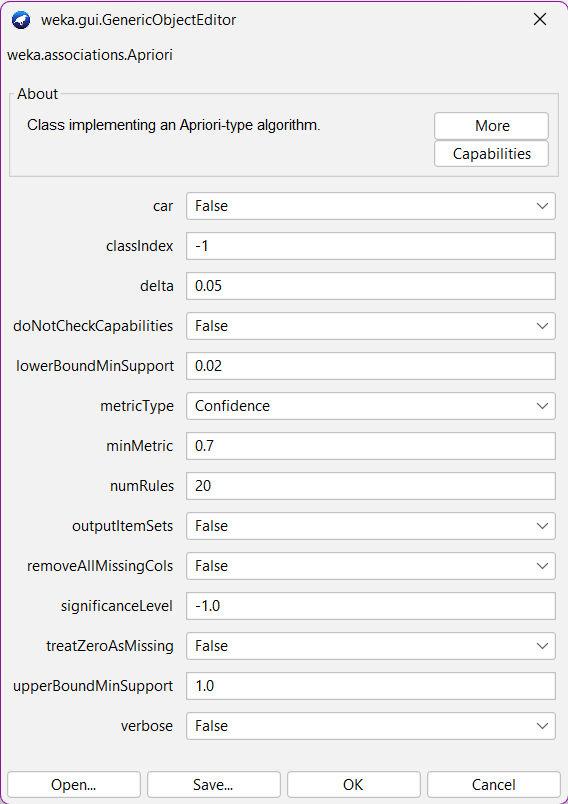 weka.gui.GenericObjectEditor
weka.associations.Apriori
About
Class implementing an Apriori-type algorithm.
More
Capabilities
car False
classIndex -1
delta 0.05
doNotCheckCapabilities False
lowerBoundMinSupport 0.02
metricType Confidence
minMetric 0.7
numRules 20
outputItemSets False
removeAllMissingCols False
significanceLevel -1.0
treatZeroAsMissing False
upperBoundMinSupport 1.0
verbose False
Open... Save... OK Cancel